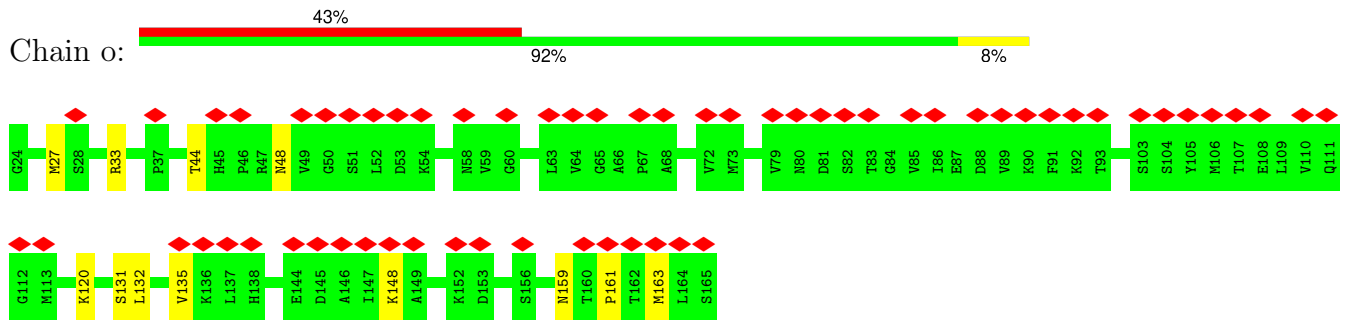 43%
Chain o:
92% 8%
G24 M27 S28 R33 P37 T44 H45 P46 R47 N48 V49 G50 S51 L52 D53 K54 N58 V59 G60 L63 V64 G65 A66 P67 A68 V72 M73 V79 N80 D81 S82 T83 G84 V85 I86 E87 D88 V89 K90 F91 K92 T93 S103 S104 Y105 M106 T107 E108 L109 V110 Q111
G112 M113 K120 S131 L132 V135 K136 L137 H138 E144 D145 A146 I147 K148 A149 K152 D153 S156 N159 T160 P161 T162 M163 L164 S165